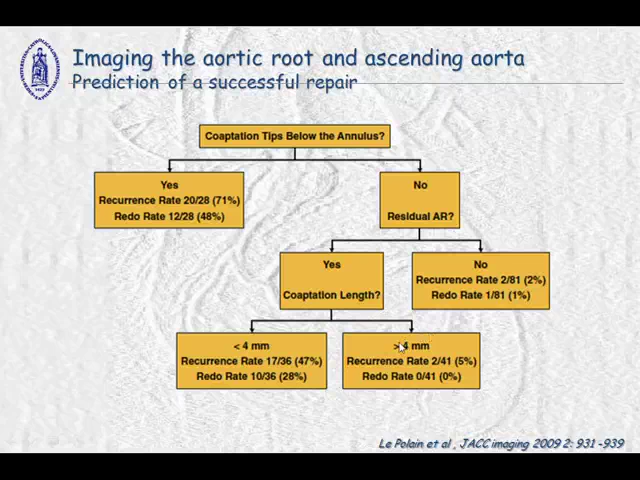 Imaging the aortic root and ascending aorta
Prediction of a successful repair
Coaptation Tips Below the Annulus?
Yes
Recurrence Rate 20/28 (71%)
Redo Rate 12/28 (48%)
No
Residual AR?
Yes
Coaptation Length?
No
Recurrence Rate 2/81 (2%)
Redo Rate 1/81 (1%)
< 4 mm
Recurrence Rate 17/36 (47%)
Redo Rate 10/36 (28%)
> 4 mm
Recurrence Rate 2/41 (5%)
Redo Rate 0/41 (0%)
Le Polain et al , JACC imaging 2009 2: 931 -939